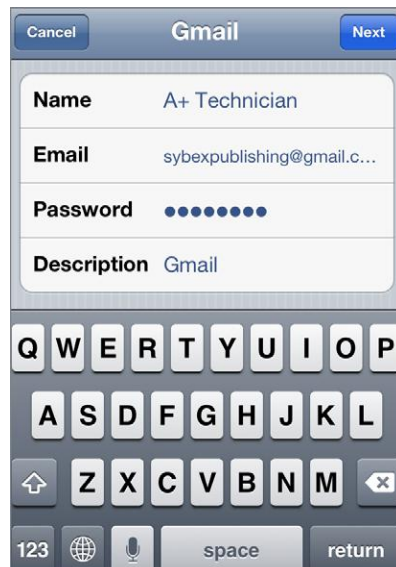 Cancel Gmail Next
Name A+ Technician
Email sybexpublishing@gmail.c...
Password ●●●●●●●●
Description Gmail
Q W E R T Y U I O P
A S D F G H J K L
Z X C V B N M
123 space return